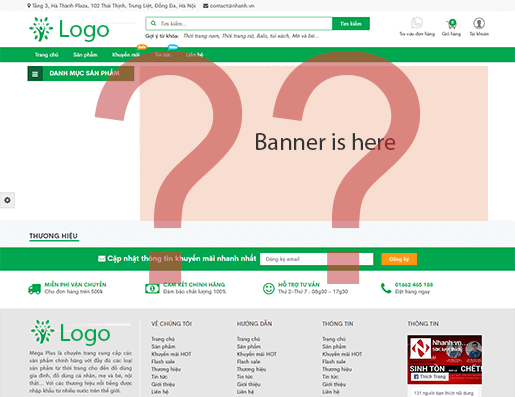 Tầng 3, Hà Thành Plaza, 102 Thái Thịnh, Trung Liệt, Đống Đa, Hà Nội contact@nhanh.vn
Logo
Tìm kiếm... Tìm kiếm
Gợi ý từ khóa: Thời trang nam, Thời trang nữ, Balo, túi xách, Mẹ và bé...
Tra cứu đơn hàng Giỏ hàng Tài khoản
Trang chủ Sản phẩm Khuyến mãi Tin tức Liên hệ
DANH MỤC SẢN PHẨM
??
Banner is here
THƯƠNG HIỆU
Cập nhật thông tin khuyến mãi nhanh nhất Đăng ký email Đăng ký
MIỄN PHÍ VẬN CHUYỂN
Cho đơn hàng trên 500k
CAM KẾT CHÍNH HÃNG
Đảm bảo chất lượng 100%
HỖ TRỢ TƯ VẤN
Thứ 2-Thứ 7 : 08g30 - 17g30
01662 465 188
Đặt hàng ngay
Logo
Mega Plus là chuyên trang cung cấp các
sản phẩm chính hãng với đầy đủ các loại
sản phẩm từ thời trang cho đến đồ dùng
gia đình, đồ dùng cá nhân, mẹ và bé, nội
thất... Với các thương hiệu nổi tiếng được
nhập khẩu từ nhiều nước trên thế giới.
VỀ CHÚNG TÔI
Trang chủ
Sản phẩm
Khuyến mãi HOT
Flash sale
Thương hiệu
Tin tức
Giới thiệu
Liên hệ
HƯỚNG DẪN
Trang chủ
Sản phẩm
Khuyến mãi HOT
Flash sale
Thương hiệu
Tin tức
Giới thiệu
Liên hệ
THÔNG TIN
Trang chủ
Sản phẩm
Khuyến mãi HOT
Flash sale
Thương hiệu
Tin tức
Giới thiệu
Liên hệ
THÔNG TIN
Nhanh.vn
Thích Trang
SINH TỒN CHẾT
131 người bạn thích nội dung